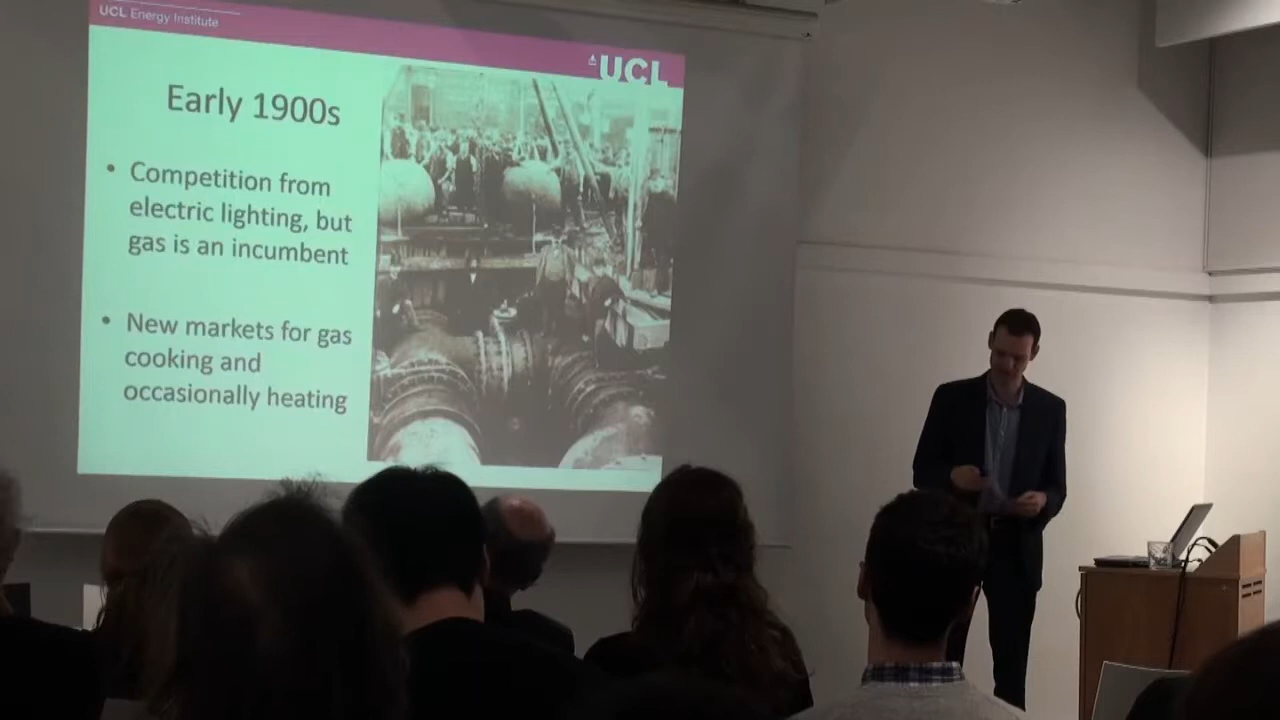 UCL Energy Institute
UCL
Early 1900s
• Competition from
electric lighting, but
gas is an incumbent
• New markets for gas
cooking and
occasionally heating